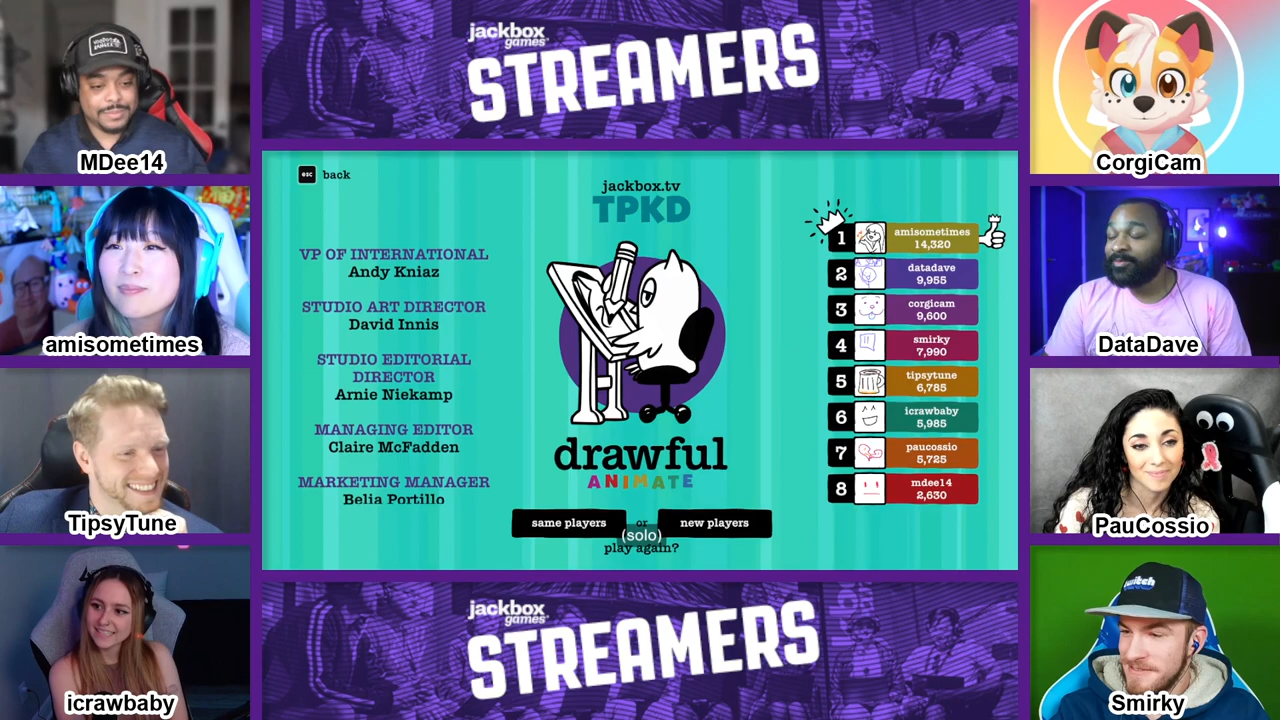 jackbox
games
STREAMERS
MDee14
CorgiCam
esc back
jackbox.tv
TPKD
VP OF INTERNATIONAL
Andy Kniaz
STUDIO ART DIRECTOR
David Innis
STUDIO EDITORIAL
DIRECTOR
Arnie Niekamp
MANAGING EDITOR
Claire McFadden
MARKETING MANAGER
Belia Portillo
drawful
ANIMATE
same players or new players
(solo)
play again?
1 amisometimes
14,320
2 datadave
9,955
3 corgicam
9,600
4 smirky
7,990
5 tipsytune
6,785
6 icrawbaby
5,985
7 paucossio
5,725
8 mdee14
2,630
amisometimes
DataDave
TipsyTune
PauCossio
icrawbaby
twitch
Smirky
jackbox
games
STREAMERS